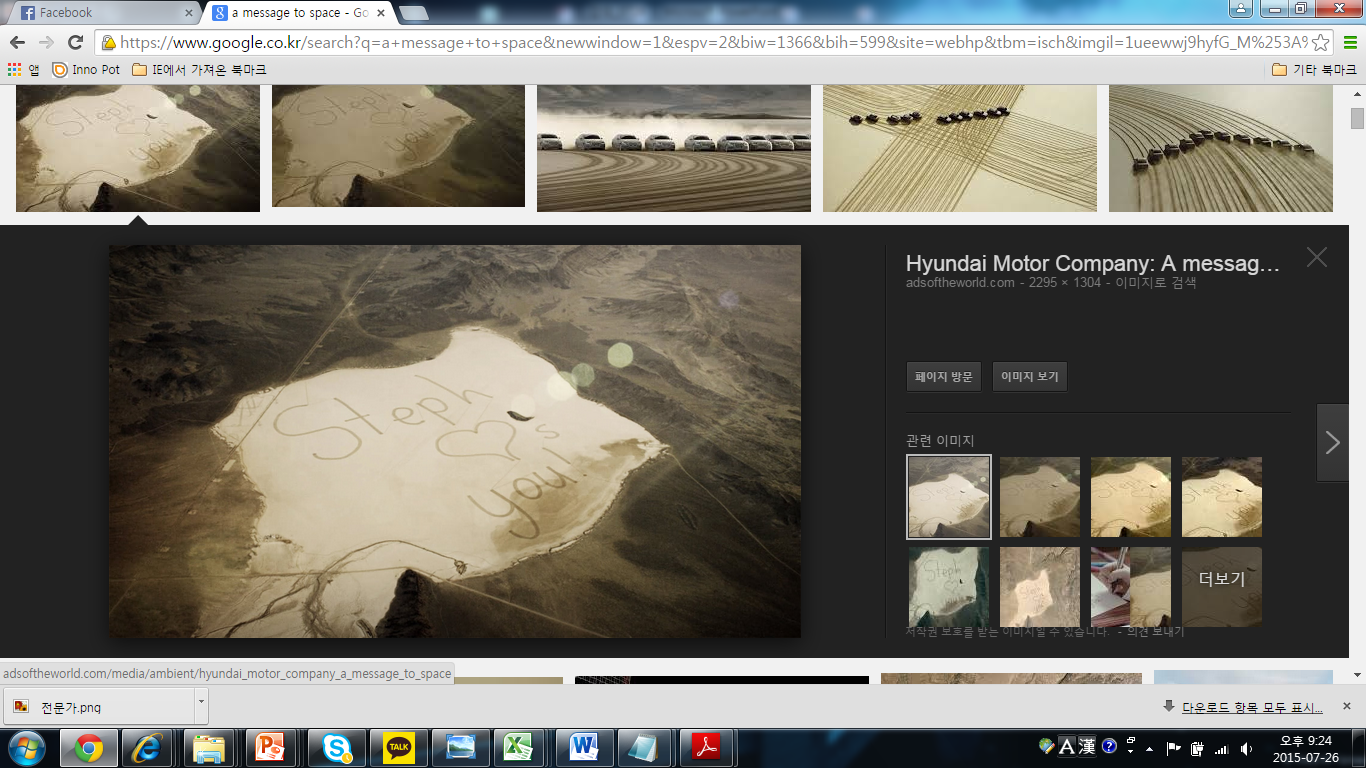 Facebook
a message to space - Go
https://www.google.co.kr/search?q=a+message+to+space&newwindow=1&espv=2&biw=1366&bih=599&site=webhp&tbm=isch&imgil=1ueewwj9hyfG_M%253A%
앱 Inno Pot IE에서 가져온 북마크 기타 북마크
Steph
s
you!
Steph
s
you!
Hyundai Motor Company: A messag...
adsoftheworld.com - 2295 × 1304 - 이미지로 검색
페이지 방문 이미지 보기
관련 이미지
Steph
더보기
저작권 보호를 받는 이미지일 수 있습니다. - 의견 보내기
adsoftheworld.com/media/ambient/hyundai_motor_company_a_message_to_space
전문가.png
다운로드 항목 모두 표시...
TALK
A 漢
오후 9:24
2015-07-26